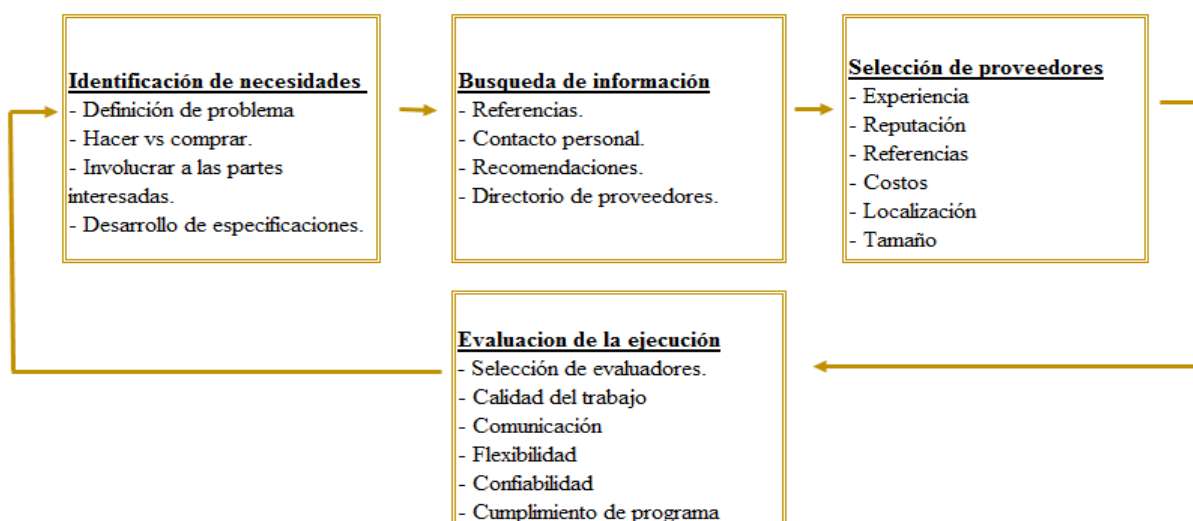 Identificación de necesidades
- Definición de problema
- Hacer vs comprar.
- Involucrar a las partes
interesadas.
- Desarrollo de especificaciones.
Busqueda de información
- Referencias.
- Contacto personal.
- Recomendaciones.
- Directorio de proveedores.
Selección de proveedores
- Experiencia
- Reputación
- Referencias
- Costos
- Localización
- Tamaño
Evaluacion de la ejecución
- Selección de evaluadores.
- Calidad del trabajo
- Comunicación
- Flexibilidad
- Confiabilidad
- Cumplimiento de programa